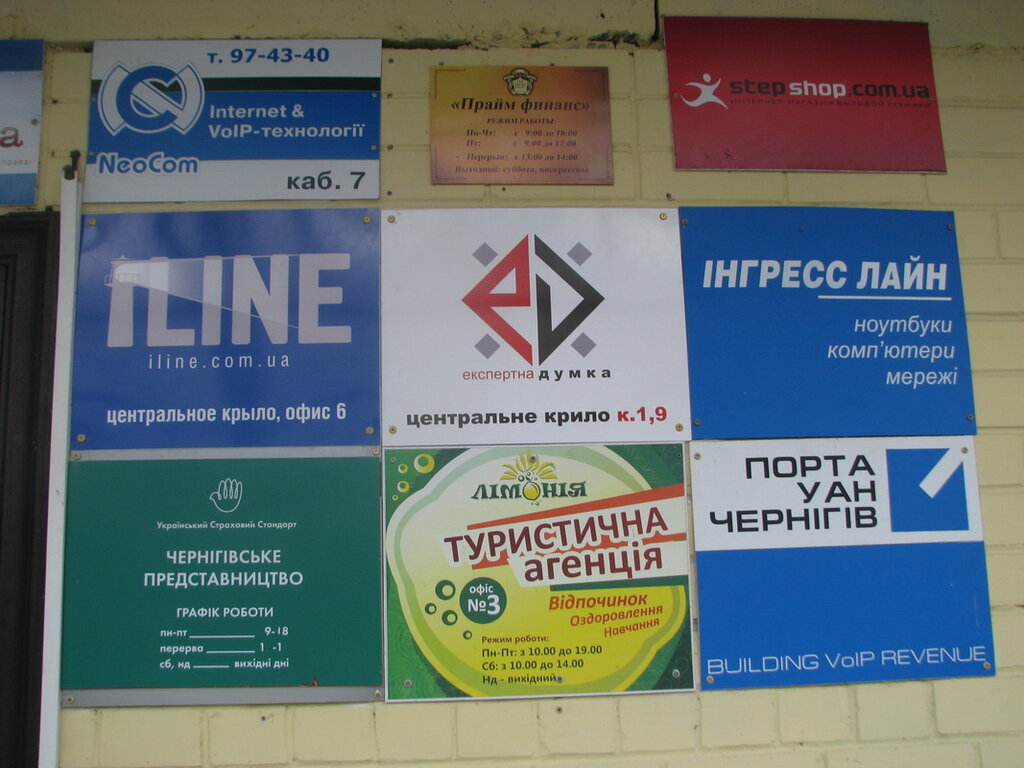 а
т. 97-43-40
Internet &
VoIP-технології
NeoCom
каб. 7
«Прайм финанс»
РЕЖИМ РАБОТЫ:
Пн-Чт: с 9:00 до 18:00
Пт: с 9:00 до 17:00
Перерыв: с 13:00 до 14:00
Выходной: суббота, воскресенье
stepshop.com.ua
ИНТЕРНЕТ-МАГАЗИН БЫТОВОЙ ТЕХНИКИ
ILINE
iline.com.ua
центральное крыло, офис 6
експертна думка
центральне крило к.1,9
ІНГРЕСС ЛАЙН
ноутбуки
комп'ютери
мережі
Український Страховий Стандарт
ЧЕРНІГІВСЬКЕ
ПРЕДСТАВНИЦТВО
ГРАФІК РОБОТИ
пн-пт 9-18
перерва 1 -1
сб, нд вихідні дні
ЛІМОНІЯ
ТУРИСТИЧНА
агенція
офіс
№3
Відпочинок
Оздоровлення
Навчання
Режим роботи:
Пн-Пт: з 10.00 до 19.00
Сб: з 10.00 до 14.00
Нд - вихідний
ПОРТА
УАН
ЧЕРНІГІВ
BUILDING VoIP REVENUE